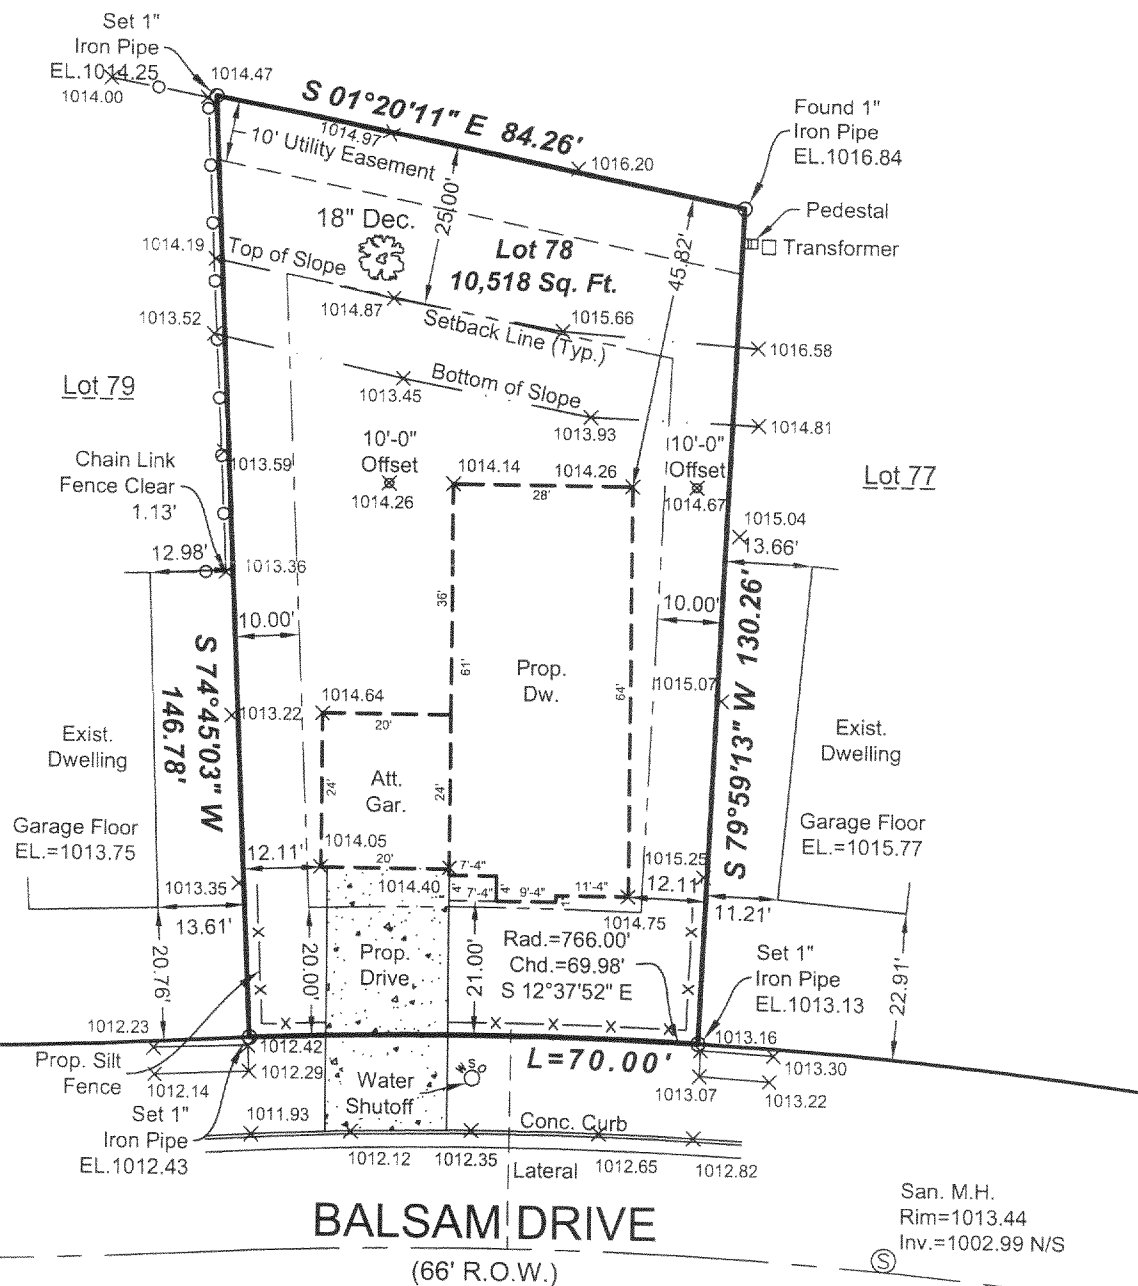 Set 1"
Iron Pipe
EL.1014.25
1014.00
1014.47
S 01°20'11" E 84.26'
1014.97
10' Utility Easement
1016.20
Found 1"
Iron Pipe
EL.1016.84
Pedestal
Transformer
18" Dec.
25.00'
Lot 78
10,518 Sq. Ft.
45.82'
1014.19
Top of Slope
1014.87
Setback Line (Typ.)
1015.66
1016.58
1013.52
Bottom of Slope
1013.45
1013.93
1014.81
Lot 79
Lot 77
Chain Link
Fence Clear
1.13'
1013.59
10'-0"
Offset
1014.26
1014.14
1014.26
28'
10'-0"
Offset
1014.67
1015.04
13.66'
12.98'
1013.36
10.00'
10.00'
36'
61'
64'
Prop.
Dw.
S 74°45'03" W
146.78'
S 79°59'13" W 130.26'
1015.07
1013.22
1014.64
20'
24'
24'
Att.
Gar.
Exist.
Dwelling
Exist.
Dwelling
Garage Floor
EL.=1013.75
Garage Floor
EL.=1015.77
12.11'
1014.05
20'
1014.40
7'-4"
4'
7'-4"
4'
9'-4"
1'
11'-4"
1014.75
1015.25
12.11'
11.21'
1013.35
13.61'
20.76'
20.00'
21.00'
22.91'
Prop.
Drive
Rad.=766.00'
Chd.=69.98'
S 12°37'52" E
Set 1"
Iron Pipe
EL.1013.13
1012.23
1012.42
1013.16
1013.30
Prop. Silt
Fence
1012.14
1012.29
L=70.00'
1013.07
1013.22
Water
Shutoff
WSO
Set 1"
Iron Pipe
EL.1012.43
1011.93
Conc. Curb
1012.12
1012.35
Lateral
1012.65
1012.82
BALSAM DRIVE
(66' R.O.W.)
San. M.H.
Rim=1013.44
Inv.=1002.99 N/S
S